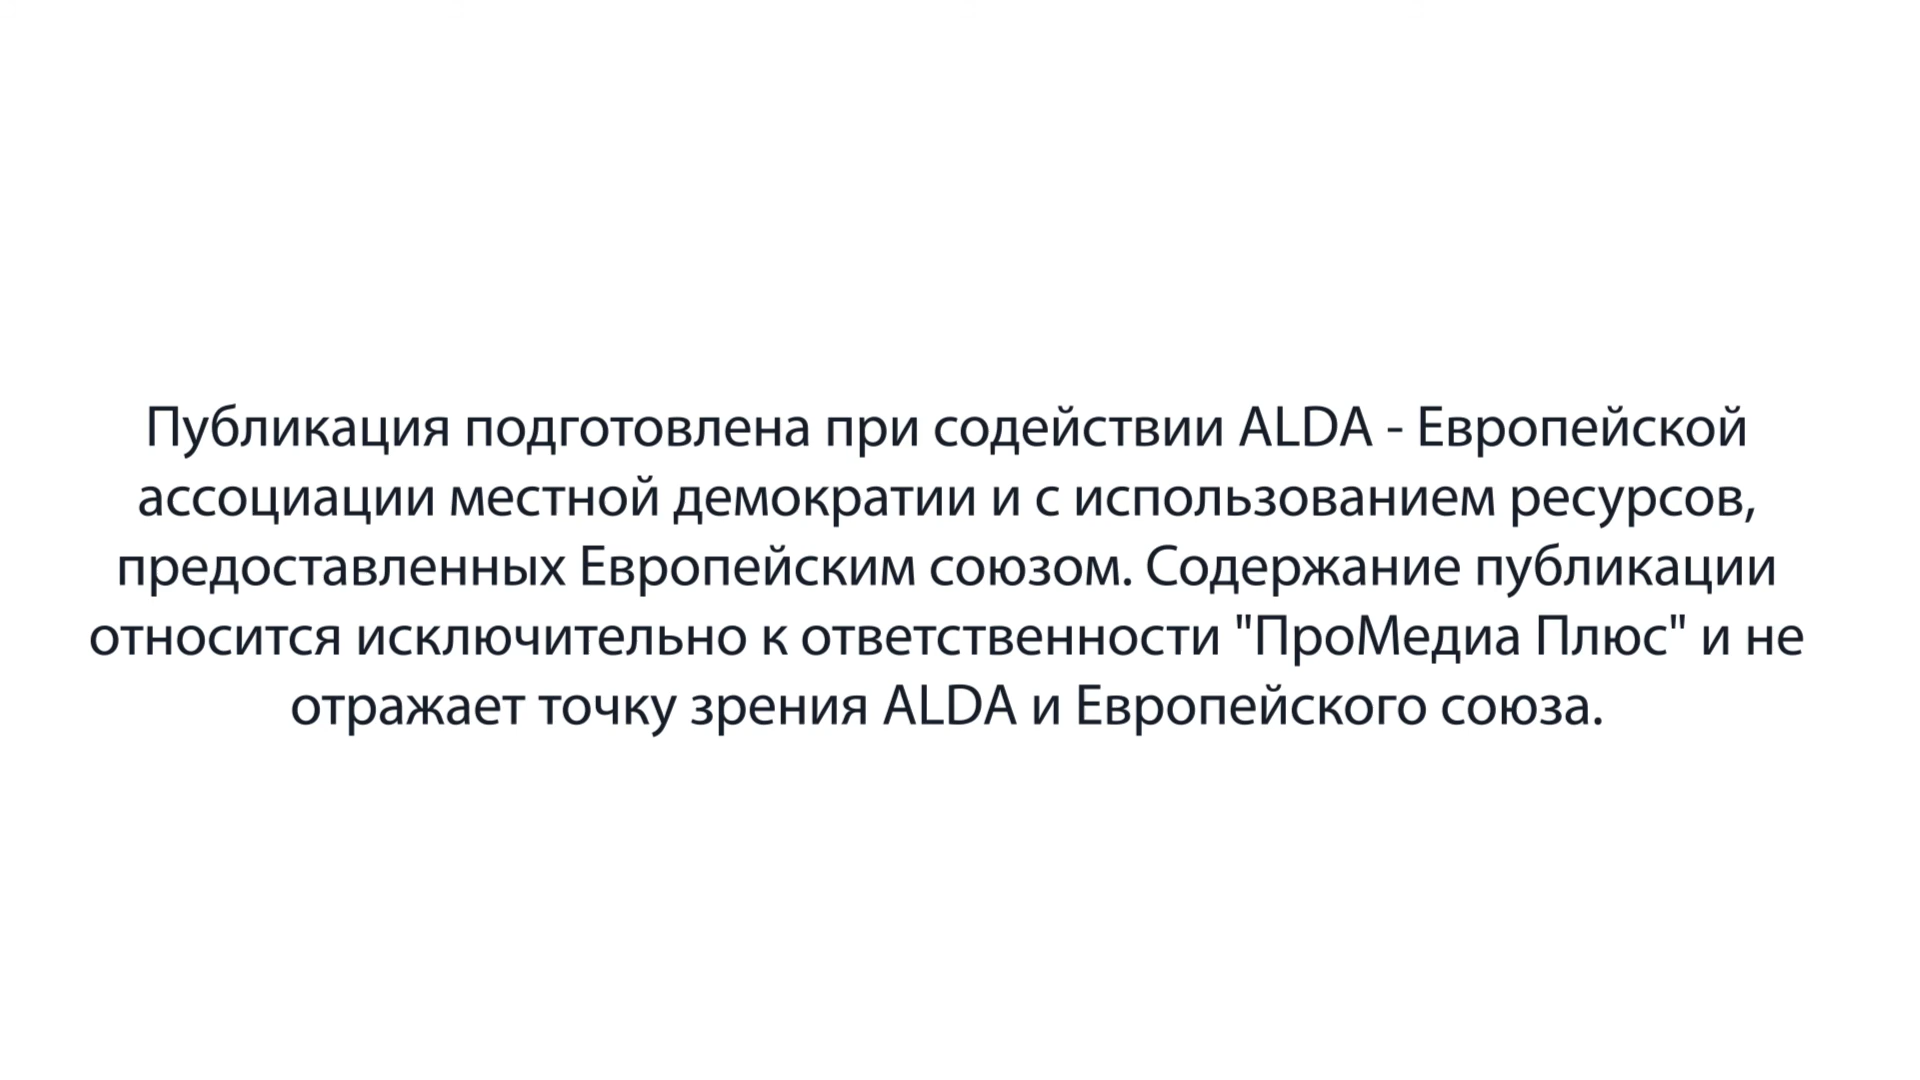 Публикация подготовлена при содействии ALDA - Европейской
ассоциации местной демократии и с использованием ресурсов,
предоставленных Европейским союзом. Содержание публикации
относится исключительно к ответственности "ПроМедиа Плюс" и не
отражает точку зрения ALDA и Европейского союза.